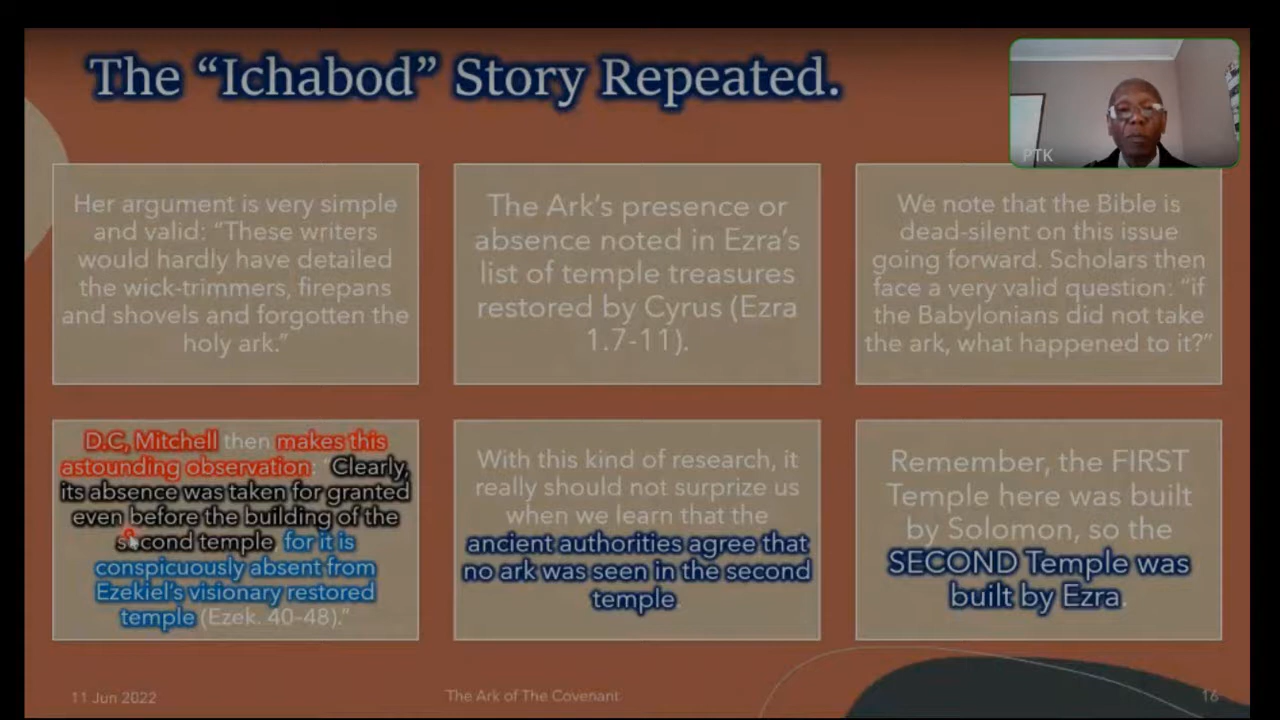 The “Ichabod” Story Repeated.
PTK
Her argument is very simple
and valid: “These writers
would hardly have detailed
the wick-trimmers, firepans
and shovels and forgotten the
holy ark.”
The Ark’s presence or
absence noted in Ezra’s
list of temple treasures
restored by Cyrus (Ezra
1.7-11).
We note that the Bible is
dead-silent on this issue
going forward. Scholars then
face a very valid question: “if
the Babylonians did not take
the ark, what happened to it?”
D.C, Mitchell then makes this
astounding observation: “Clearly,
its absence was taken for granted
even before the building of the
second temple, for it is
conspicuously absent from
Ezekiel’s visionary restored
temple (Ezek. 40-48).”
With this kind of research, it
really should not surprise us
when we learn that the
ancient authorities agree that
no ark was seen in the second
temple.
Remember, the FIRST
Temple here was built
by Solomon, so the
SECOND Temple was
built by Ezra.
11 Jun 2022
The Ark of The Covenant
16